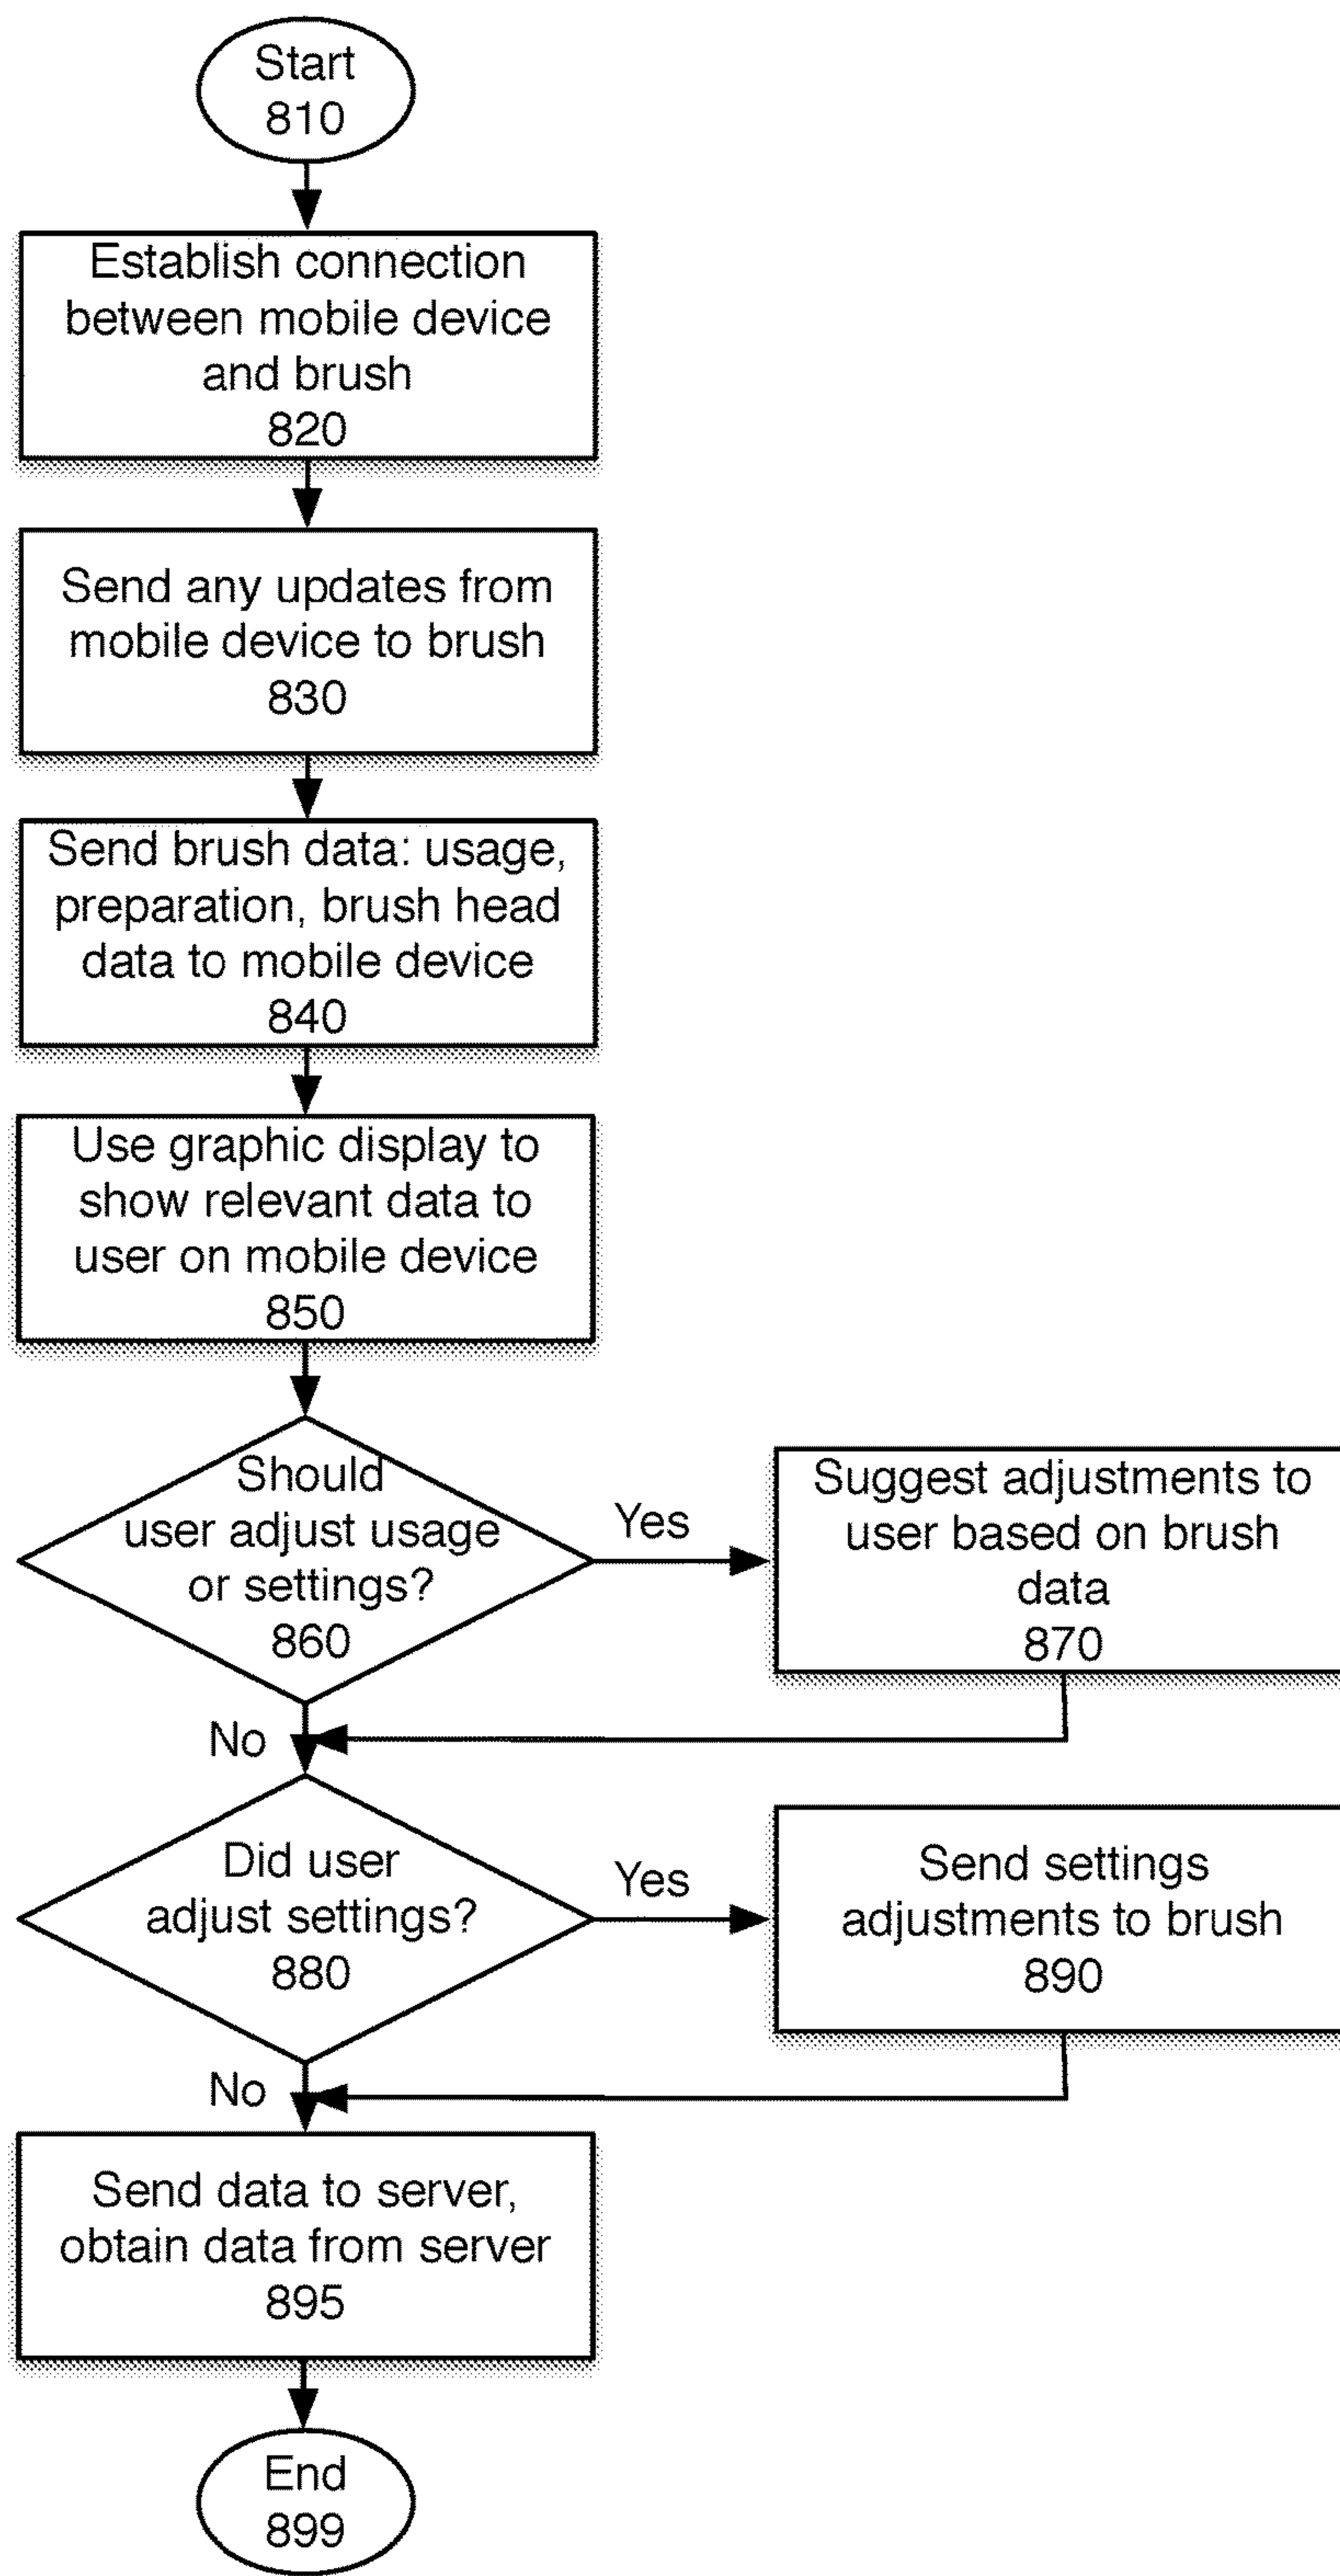 Start
810
Establish connection
between mobile device
and brush
820
Send any updates from
mobile device to brush
830
Send brush data: usage,
preparation, brush head
data to mobile device
840
Use graphic display to
show relevant data to
user on mobile device
850
Should
user adjust usage
or settings?
860
Yes
Suggest adjustments to
user based on brush
data
870
No
Did user
adjust settings?
880
Yes
Send settings
adjustments to brush
890
No
Send data to server,
obtain data from server
895
End
899